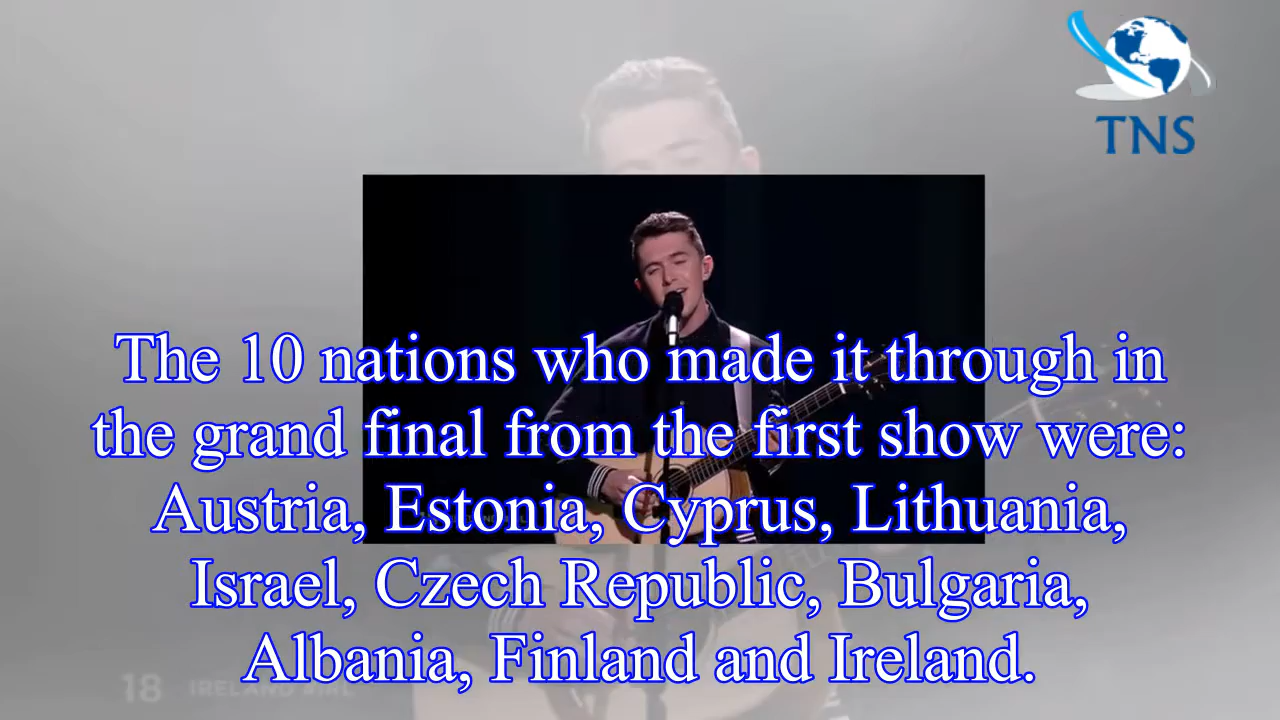 TNS
The 10 nations who made it through in
the grand final from the first show were:
Austria, Estonia, Cyprus, Lithuania,
Israel, Czech Republic, Bulgaria,
Albania, Finland and Ireland.
18 IRELAND #IRL